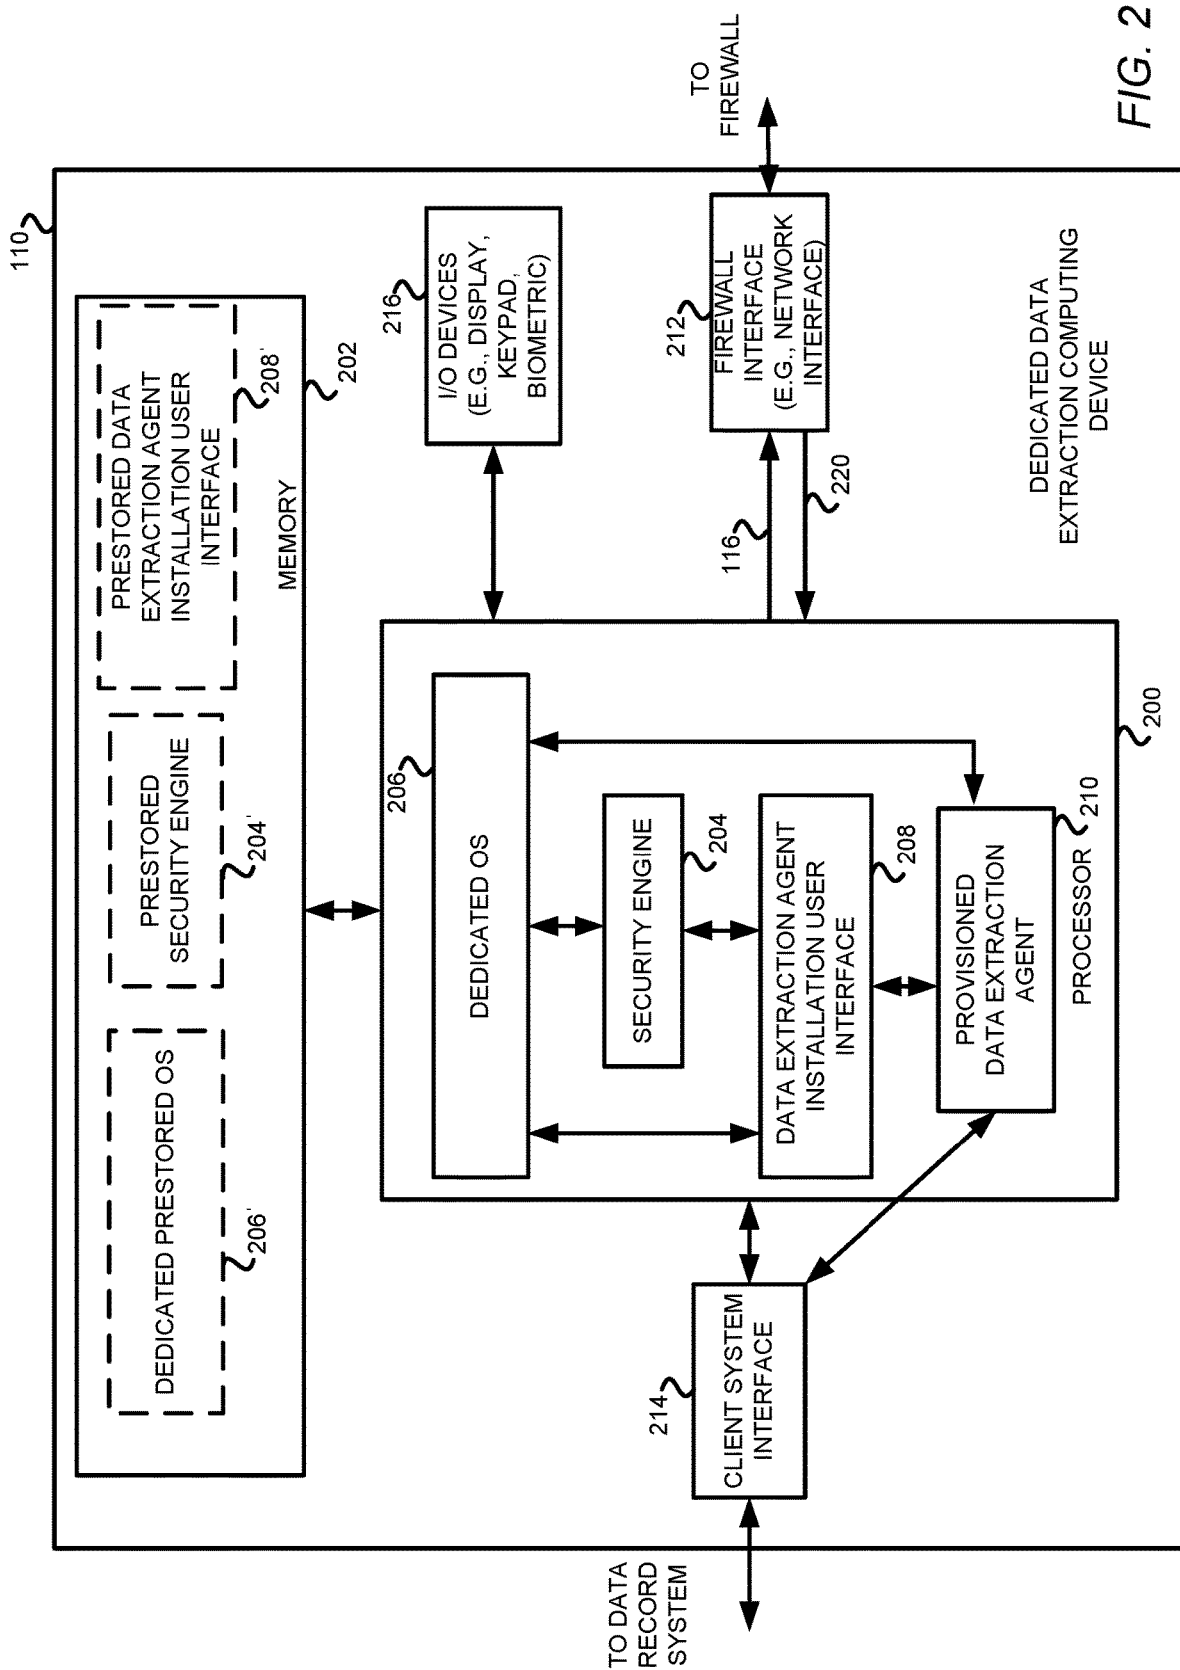 110
DEDICATED PRESTORED OS
206'
PRESTORED
SECURITY ENGINE
204'
PRESTORED DATA
EXTRACTION AGENT
INSTALLATION USER
INTERFACE
208'
MEMORY
202
216
I/O DEVICES
(E.G., DISPLAY,
KEYPAD,
BIOMETRIC)
206
DEDICATED OS
SECURITY ENGINE
204
DATA EXTRACTION AGENT
INSTALLATION USER
INTERFACE
208
PROVISIONED
DATA EXTRACTION
AGENT
210
PROCESSOR
200
TO DATA
RECORD
SYSTEM
214
CLIENT SYSTEM
INTERFACE
116
220
212
FIREWALL
INTERFACE
(E.G., NETWORK
INTERFACE)
TO
FIREWALL
DEDICATED DATA
EXTRACTION COMPUTING
DEVICE
FIG. 2